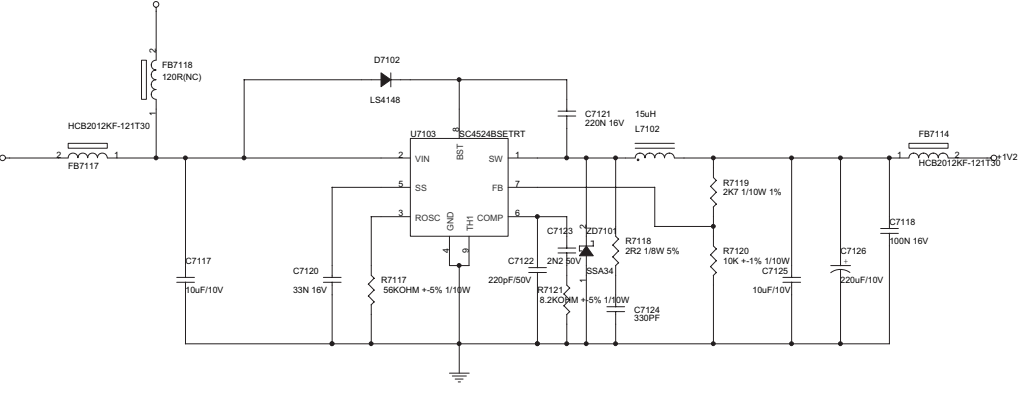 2
FB7118
120R(NC)
1
HCB2012KF-121T30
2
1
FB7117
D7102
LS4148
U7103
SC4524BSETRT
8
BST
2
VIN
SW
1
5
SS
FB
7
3
ROSC
GND
TH1
COMP
6
4
9
C7121
220N 16V
15uH
L7102
FB7114
1
2
+1V2
HCB2012KF-121T30
R7119
2K7 1/10W 1%
R7120
10K +-1% 1/10W
C7118
100N 16V
C7123
2N2 50V
2
ZD7101
SSA34
1
R7118
2R2 1/8W 5%
C7117
10uF/10V
C7120
33N 16V
R7117
56KOHM +-5% 1/10W
C7122
220pF/50V
R7121
8.2KOHM +-5% 1/10W
C7124
330PF
C7125
10uF/10V
C7126
+
220uF/10V